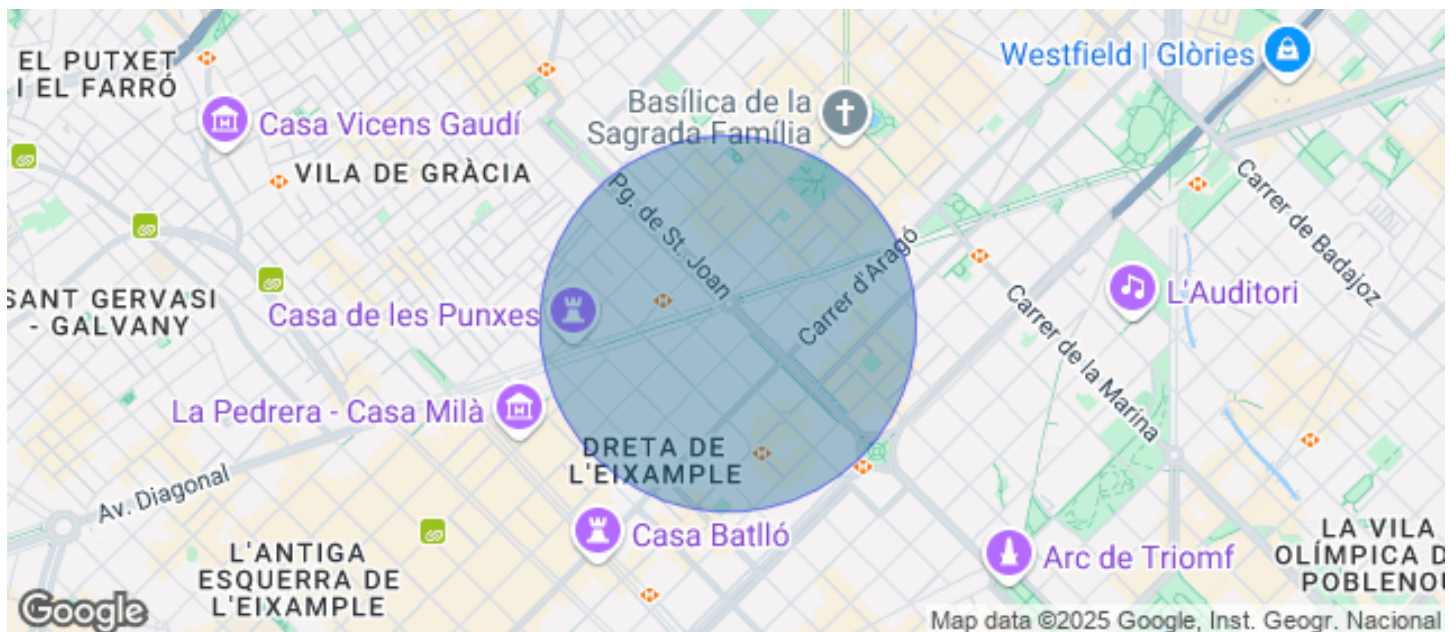 EL PUTXET
I EL FARRÓ
Westfield | Glòries
Basílica de la
Sagrada Família
Casa Vicens Gaudí
VILA DE GRÀCIA
Pg. de St. Joan
Carrer de Badajoz
Carrer d'Aragó
SANT GERVASI
- GALVANY
Casa de les Punxes
L'Auditori
Carrer de la Marina
La Pedrera - Casa Milà
DRETA DE
L'EIXAMPLE
Av. Diagonal
Casa Batlló
L'ANTIGA
ESQUERRA DE
L'EIXAMPLE
Arc de Triomf
LA VILA
OLÍMPICA D
POBLENOU
Google
Map data ©2025 Google, Inst. Geogr. Nacional